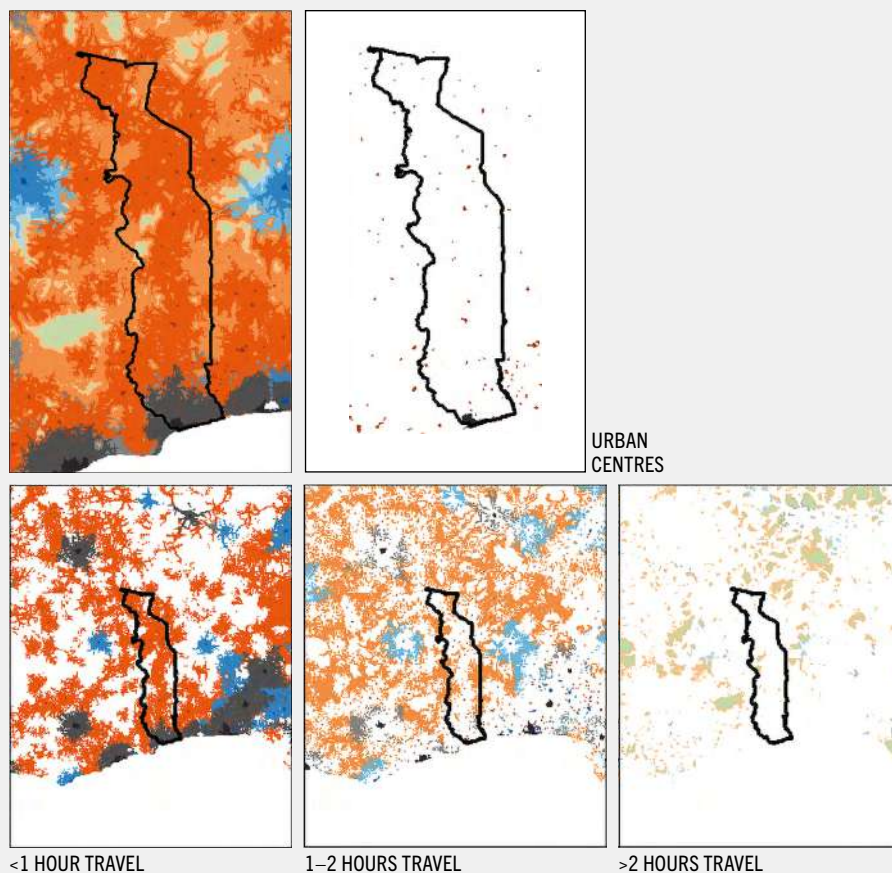 URBAN
CENTRES
<1 HOUR TRAVEL
1–2 HOURS TRAVEL
>2 HOURS TRAVEL